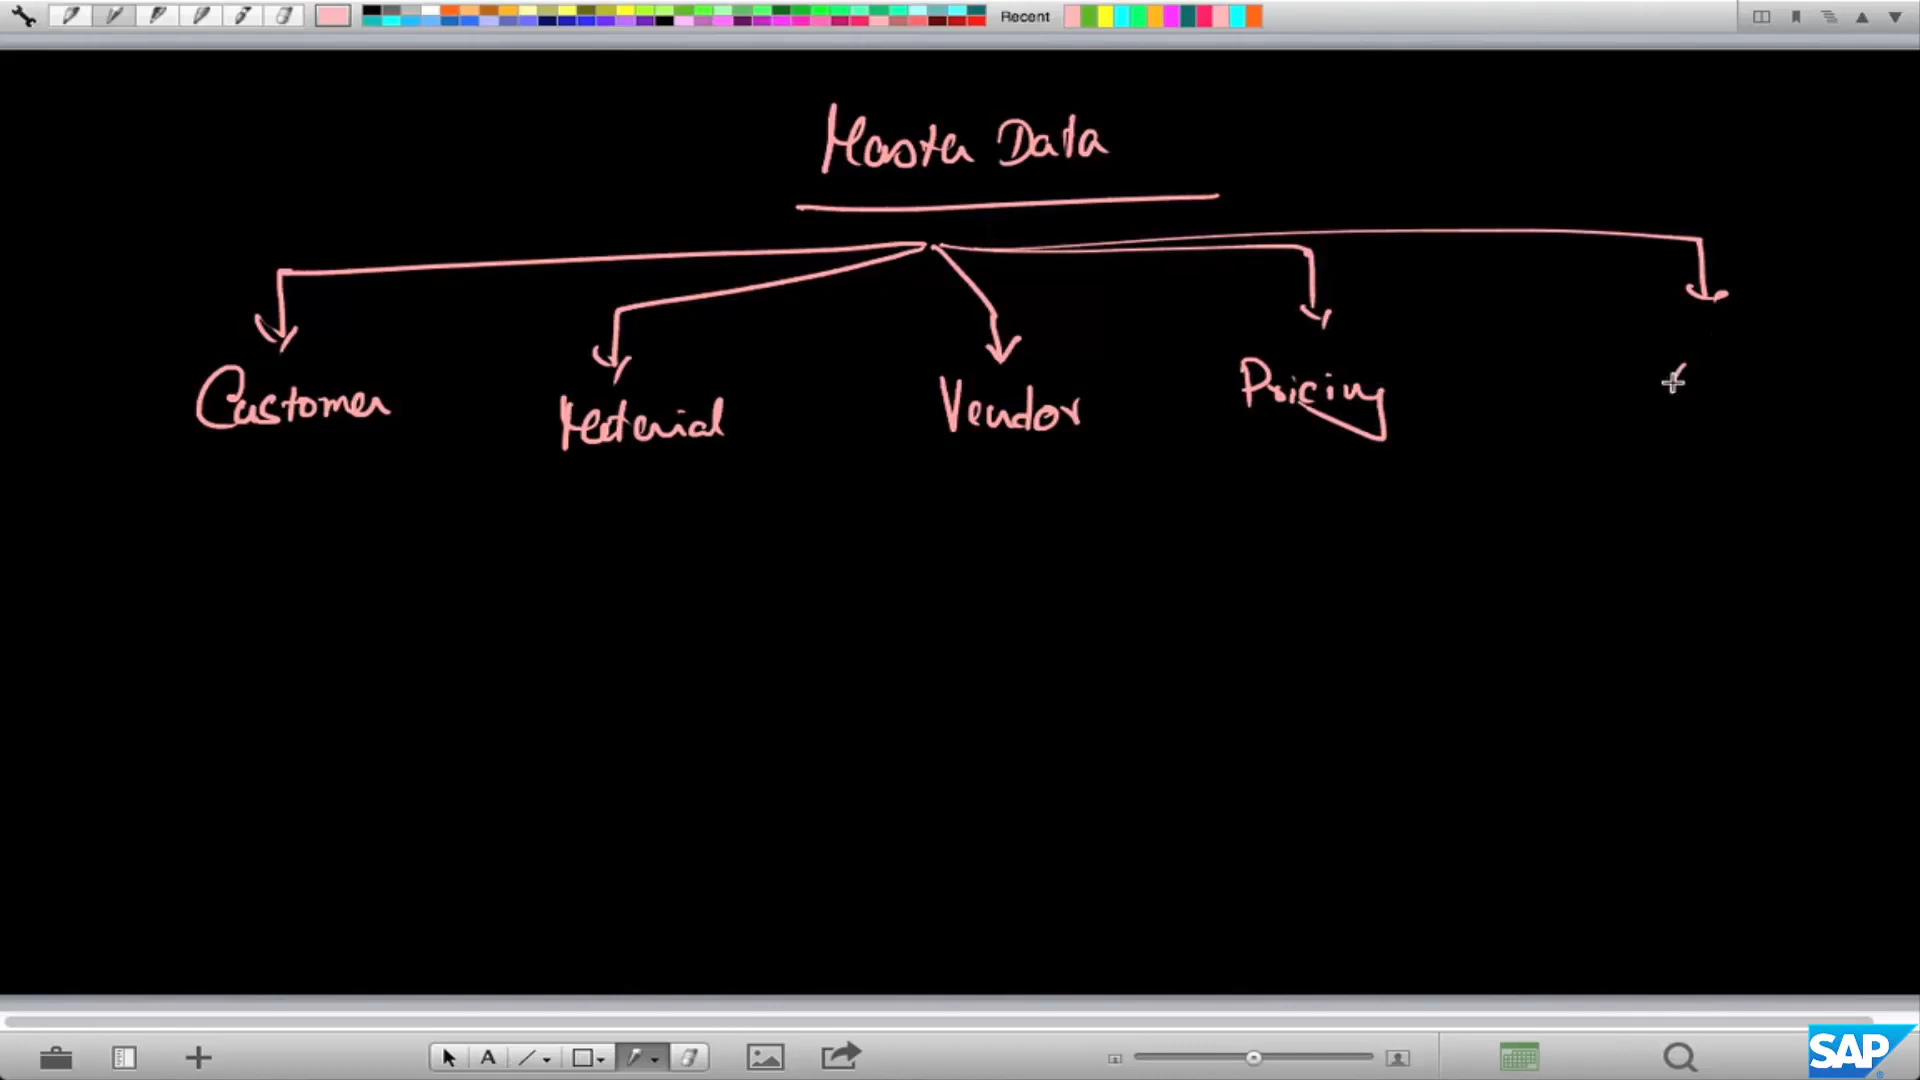 Recent
Master Data
Customer
Material
Vendor
Pricing
A
SAP